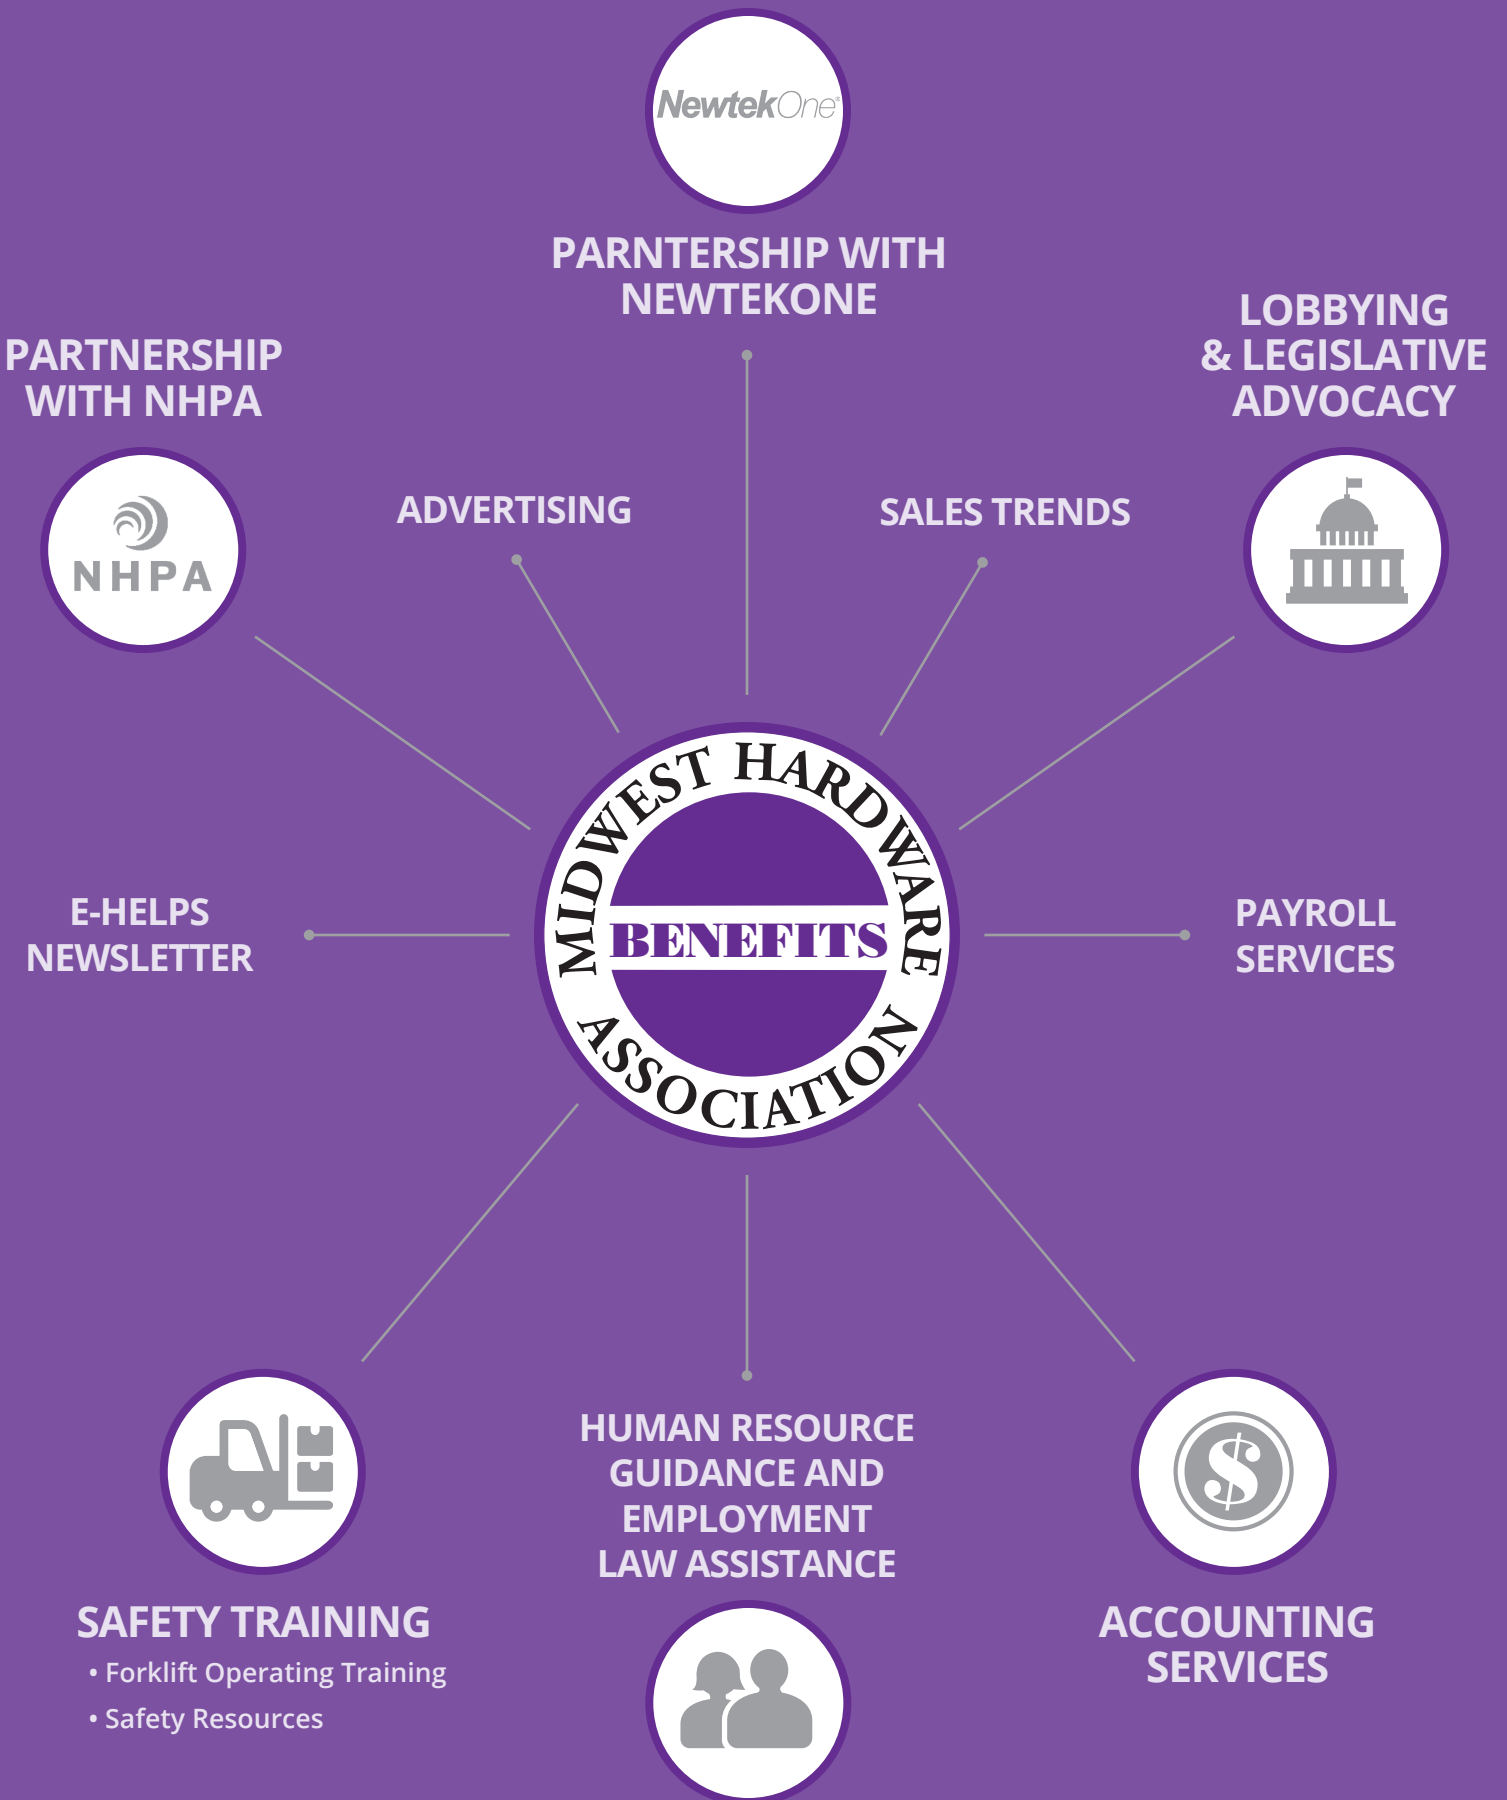 NewtekOne®
PARNTERSHIP WITH
NEWTEKONE
LOBBYING
& LEGISLATIVE
ADVOCACY
PARTNERSHIP
WITH NHPA
NHPA
ADVERTISING
SALES TRENDS
MIDWEST HARDWARE
BENEFITS
ASSOCIATION
E-HELPS
NEWSLETTER
PAYROLL
SERVICES
HUMAN RESOURCE
GUIDANCE AND
EMPLOYMENT
LAW ASSISTANCE
$
SAFETY TRAINING
• Forklift Operating Training
• Safety Resources
ACCOUNTING
SERVICES